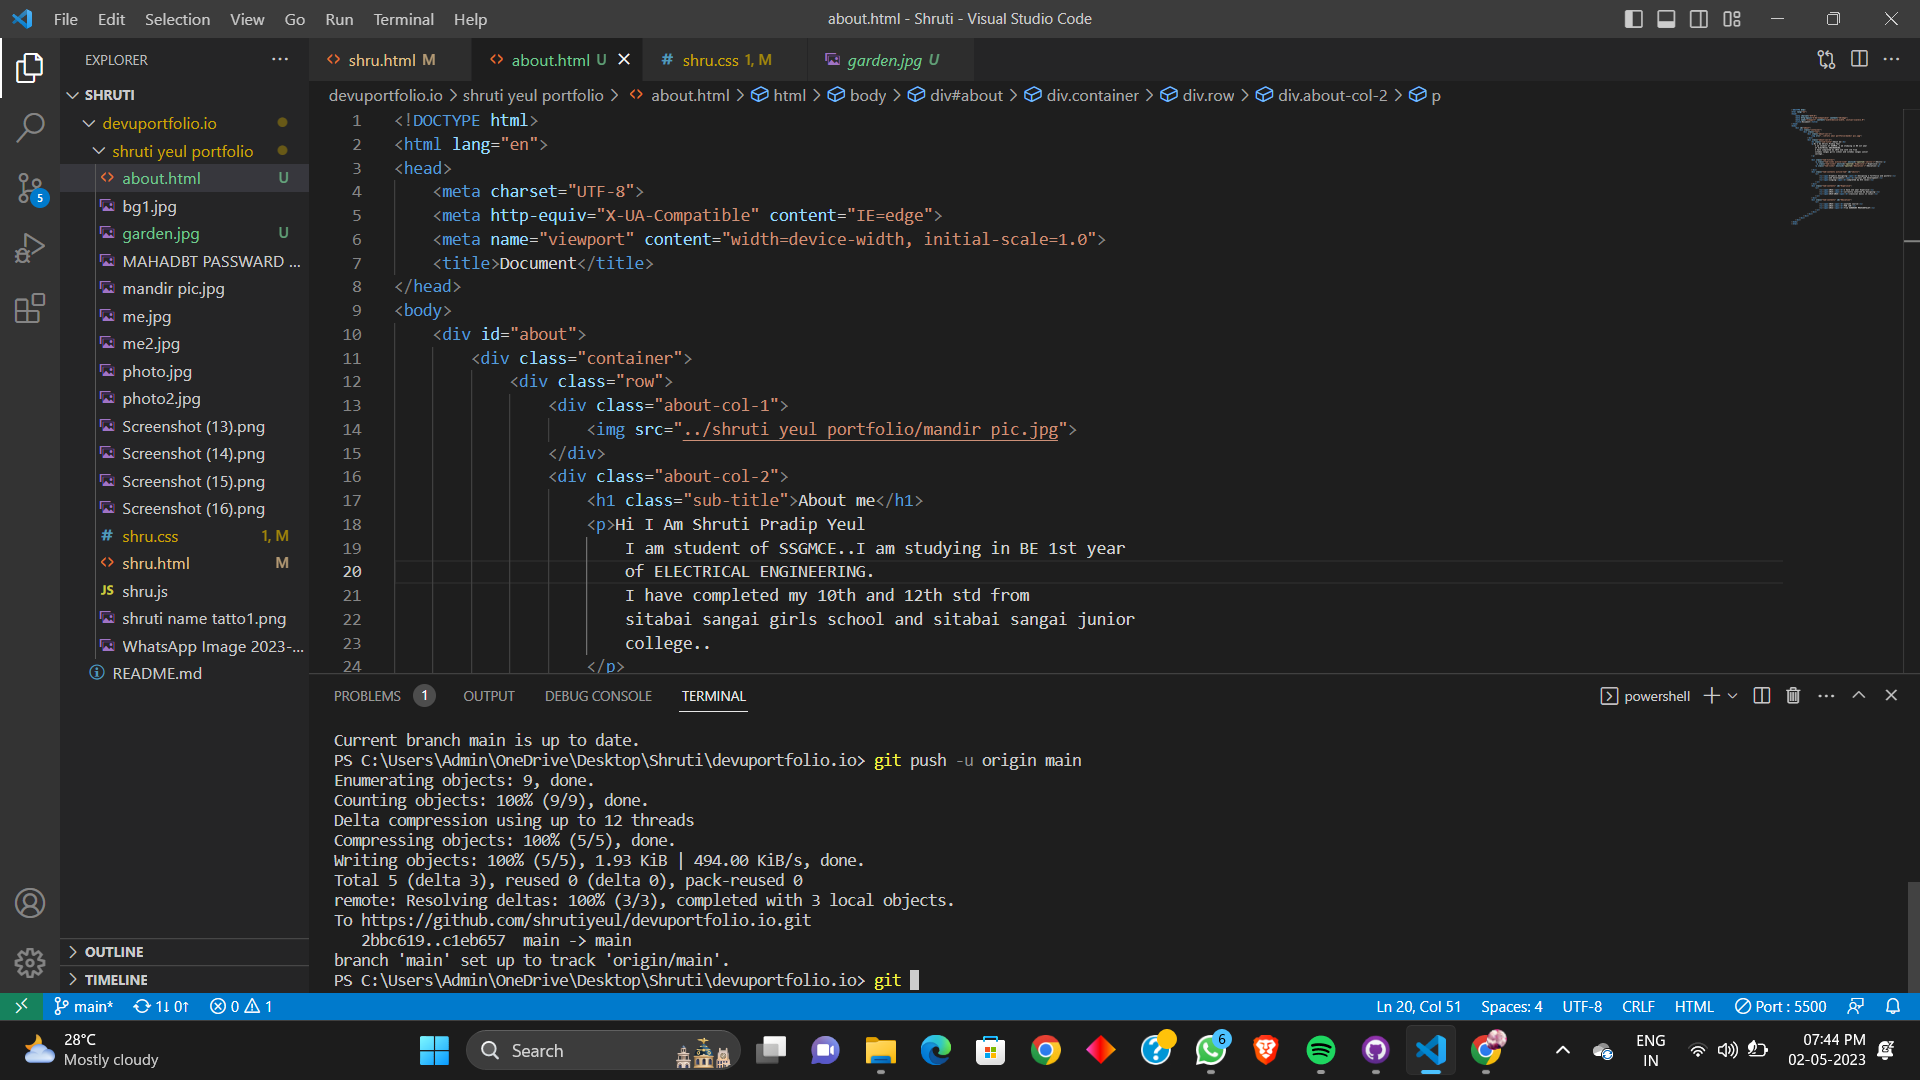 File Edit Selection View Go Run Terminal Help
about.html - Shruti - Visual Studio Code
EXPLORER
SHRUTI
devuportfolio.io
shruti yeul portfolio
about.html U
bg1.jpg
garden.jpg U
MAHADBT PASSWARD ...
mandir pic.jpg
me.jpg
me2.jpg
photo.jpg
photo2.jpg
Screenshot (13).png
Screenshot (14).png
Screenshot (15).png
Screenshot (16).png
# shru.css 1, M
shru.html M
JS shru.js
shruti name tatto1.png
WhatsApp Image 2023-...
README.md
OUTLINE
TIMELINE
5
shru.html M about.html U # shru.css 1, M garden.jpg U
devuportfolio.io > shruti yeul portfolio > about.html > html > body > div#about > div.container > div.row > div.about-col-2 > p
1 <!DOCTYPE html>
2 <html lang="en">
3 <head>
4 <meta charset="UTF-8">
5 <meta http-equiv="X-UA-Compatible" content="IE=edge">
6 <meta name="viewport" content="width=device-width, initial-scale=1.0">
7 <title>Document</title>
8 </head>
9 <body>
10 <div id="about">
11 <div class="container">
12 <div class="row">
13 <div class="about-col-1">
14 <img src="../shruti yeul portfolio/mandir pic.jpg">
15 </div>
16 <div class="about-col-2">
17 <h1 class="sub-title">About me</h1>
18 <p>Hi I Am Shruti Pradip Yeul
19 I am student of SSGMCE..I am studying in BE 1st year
20 of ELECTRICAL ENGINEERING.
21 I have completed my 10th and 12th std from
22 sitabai sangai girls school and sitabai sangai junior
23 college..
24 </p>
PROBLEMS 1 OUTPUT DEBUG CONSOLE TERMINAL
powershell
Current branch main is up to date.
PS C:\Users\Admin\OneDrive\Desktop\Shruti\devuportfolio.io> git push -u origin main
Enumerating objects: 9, done.
Counting objects: 100% (9/9), done.
Delta compression using up to 12 threads
Compressing objects: 100% (5/5), done.
Writing objects: 100% (5/5), 1.93 KiB | 494.00 KiB/s, done.
Total 5 (delta 3), reused 0 (delta 0), pack-reused 0
remote: Resolving deltas: 100% (3/3), completed with 3 local objects.
To https://github.com/shrutiyeul/devuportfolio.io.git
2bbc619..c1eb657 main -> main
branch 'main' set up to track 'origin/main'.
PS C:\Users\Admin\OneDrive\Desktop\Shruti\devuportfolio.io> git
main* 1↓ 0↑ 0 1
Ln 20, Col 51 Spaces: 4 UTF-8 CRLF HTML Port : 5500
28°C
Mostly cloudy
Search
6
ENG
IN
07:44 PM
02-05-2023